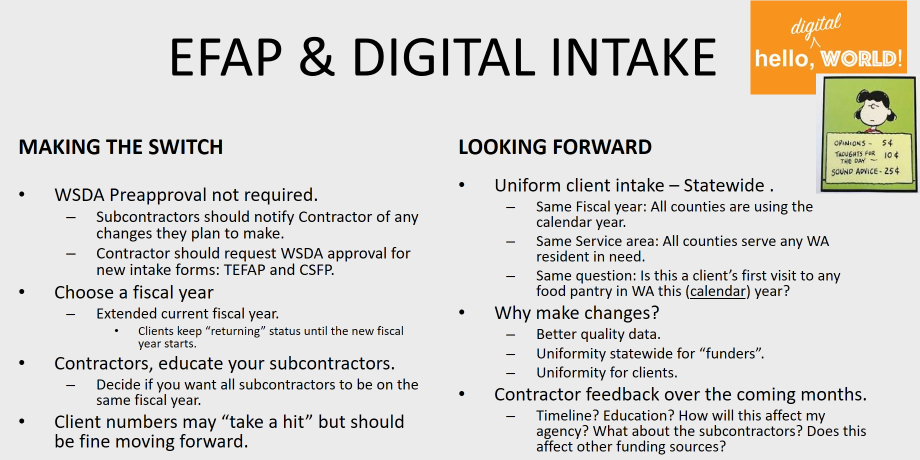 EFAP & DIGITAL INTAKE
digital
hello, WORLD!
OPINIONS - 5¢
THOUGHTS FOR
THE DAY - 10¢
SOUND ADVICE - 25¢
MAKING THE SWITCH
• WSDA Preapproval not required.
– Subcontractors should notify Contractor of any
changes they plan to make.
– Contractor should request WSDA approval for
new intake forms: TEFAP and CSFP.
• Choose a fiscal year
– Extended current fiscal year.
• Clients keep “returning” status until the new fiscal
year starts.
• Contractors, educate your subcontractors.
– Decide if you want all subcontractors to be on the
same fiscal year.
• Client numbers may “take a hit” but should
be fine moving forward.
LOOKING FORWARD
• Uniform client intake – Statewide .
– Same Fiscal year: All counties are using the
calendar year.
– Same Service area: All counties serve any WA
resident in need.
– Same question: Is this a client’s first visit to any
food pantry in WA this (calendar) year?
• Why make changes?
– Better quality data.
– Uniformity statewide for “funders”.
– Uniformity for clients.
• Contractor feedback over the coming months.
– Timeline? Education? How will this affect my
agency? What about the subcontractors? Does this
affect other funding sources?